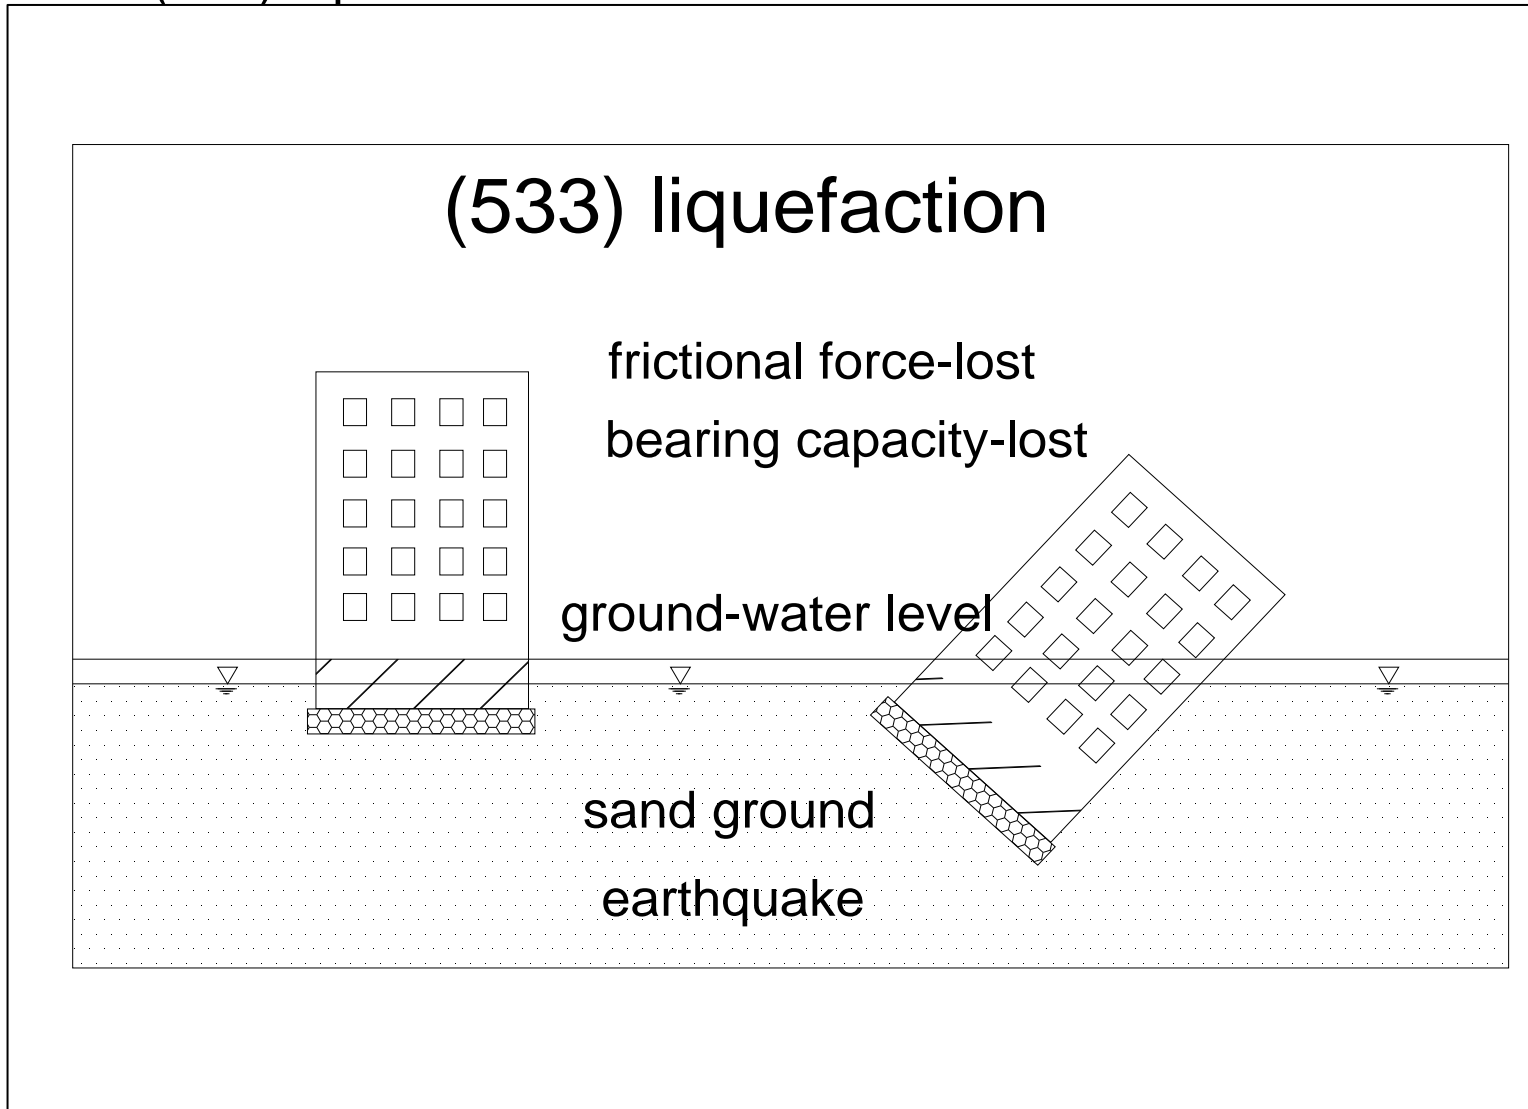 (533) liquefaction
frictional force-lost
bearing capacity-lost
ground-water level
sand ground
earthquake